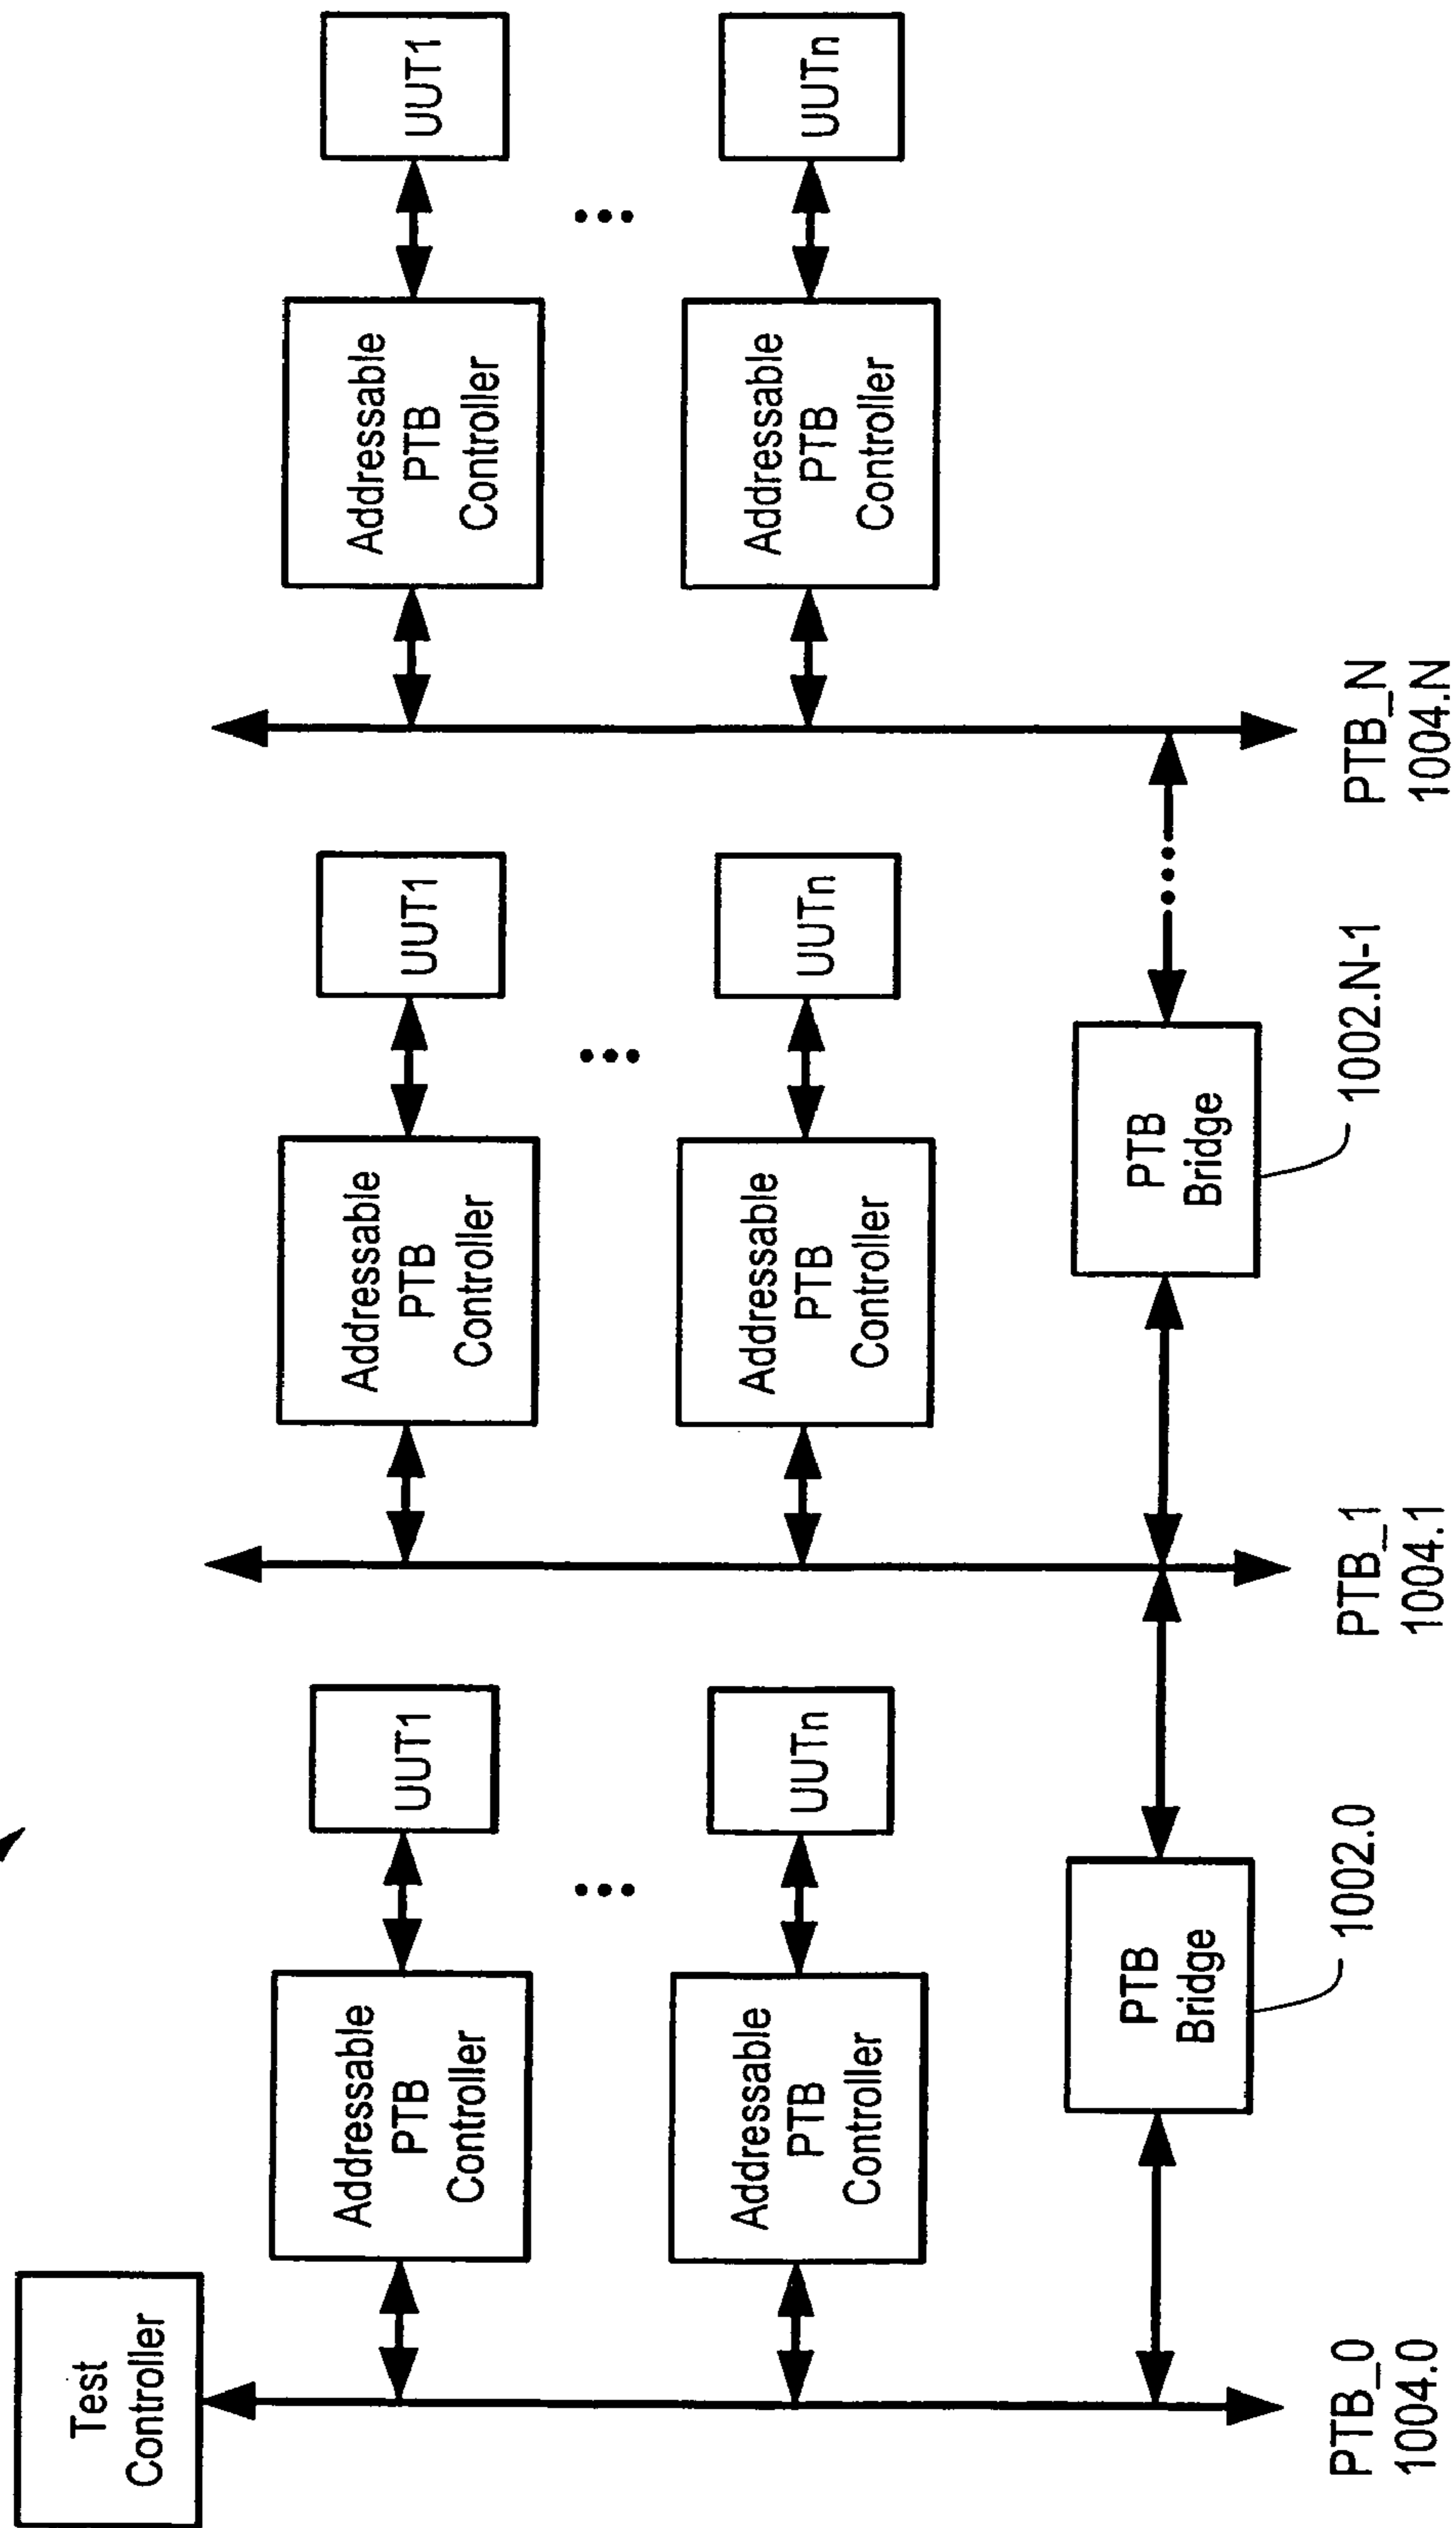 Test
Controller
Addressable
PTB
Controller
UUT1
Addressable
PTB
Controller
UUT1
Addressable
PTB
Controller
UUT1
...
...
...
Addressable
PTB
Controller
UUTn
Addressable
PTB
Controller
UUTn
Addressable
PTB
Controller
UUTn
PTB
Bridge
PTB
Bridge
1002.0
1002.N-1
PTB_0
1004.0
PTB_1
1004.1
PTB_N
1004.N